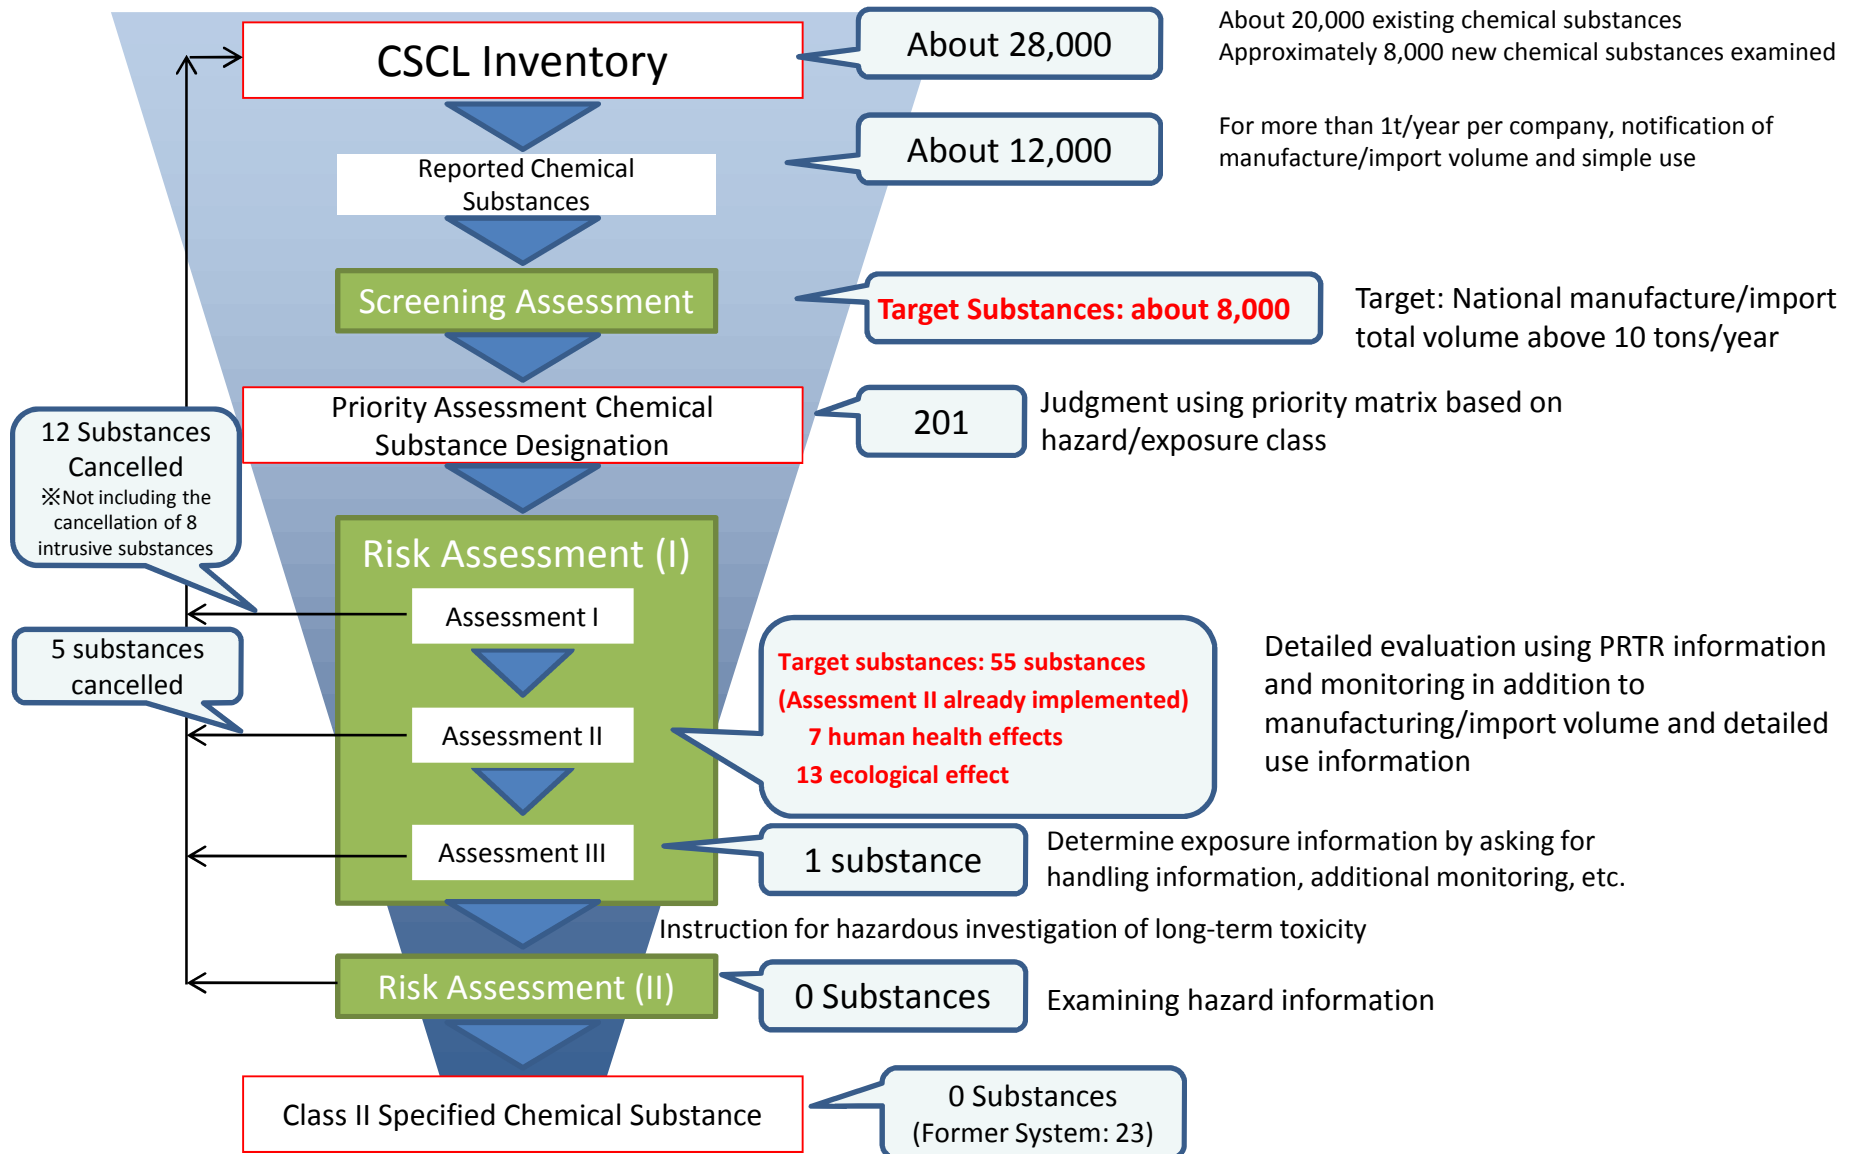 CSCL Inventory
About 28,000
About 20,000 existing chemical substances
Approximately 8,000 new chemical substances examined
Reported Chemical
Substances
About 12,000
For more than 1t/year per company, notification of
manufacture/import volume and simple use
Screening Assessment
Target Substances: about 8,000
Target: National manufacture/import
total volume above 10 tons/year
Priority Assessment Chemical
Substance Designation
201
Judgment using priority matrix based on
hazard/exposure class
12 Substances
Cancelled
※Not including the
cancellation of 8
intrusive substances
Risk Assessment (I)
Assessment I
5 substances
cancelled
Assessment II
Target substances: 55 substances
(Assessment II already implemented)
7 human health effects
13 ecological effect
Detailed evaluation using PRTR information
and monitoring in addition to
manufacturing/import volume and detailed
use information
Assessment III
1 substance
Determine exposure information by asking for
handling information, additional monitoring, etc.
Instruction for hazardous investigation of long-term toxicity
Risk Assessment (II)
0 Substances
Examining hazard information
Class II Specified Chemical Substance
0 Substances
(Former System: 23)